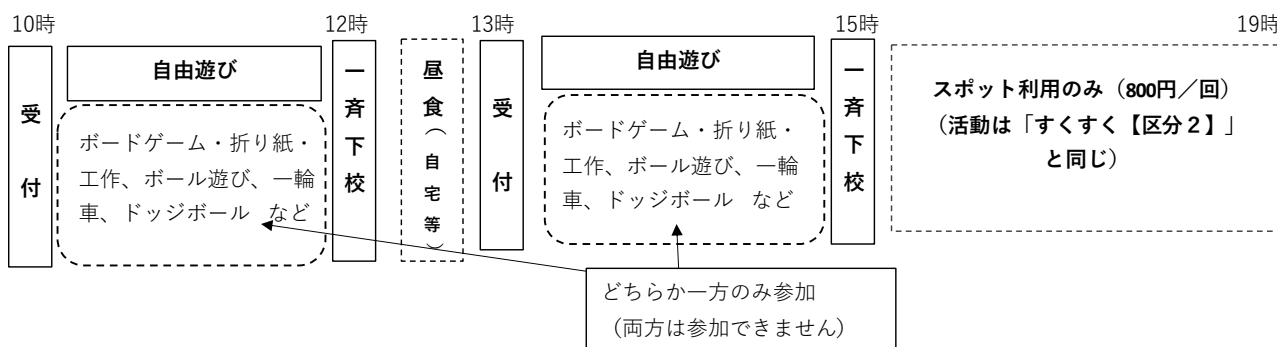 10時
12時
13時
15時
19時
受付
自由遊び
ボードゲーム・折り紙・
工作、ボール遊び、一輪
車、ドッジボール など
一斉下校
昼食（自宅等）
受付
自由遊び
ボードゲーム・折り紙・
工作、ボール遊び、一輪
車、ドッジボール など
一斉下校
スポット利用のみ（800円／回）
（活動は「すくすく【区分２】」
と同じ）
どちらか一方のみ参加
（両方は参加できません）